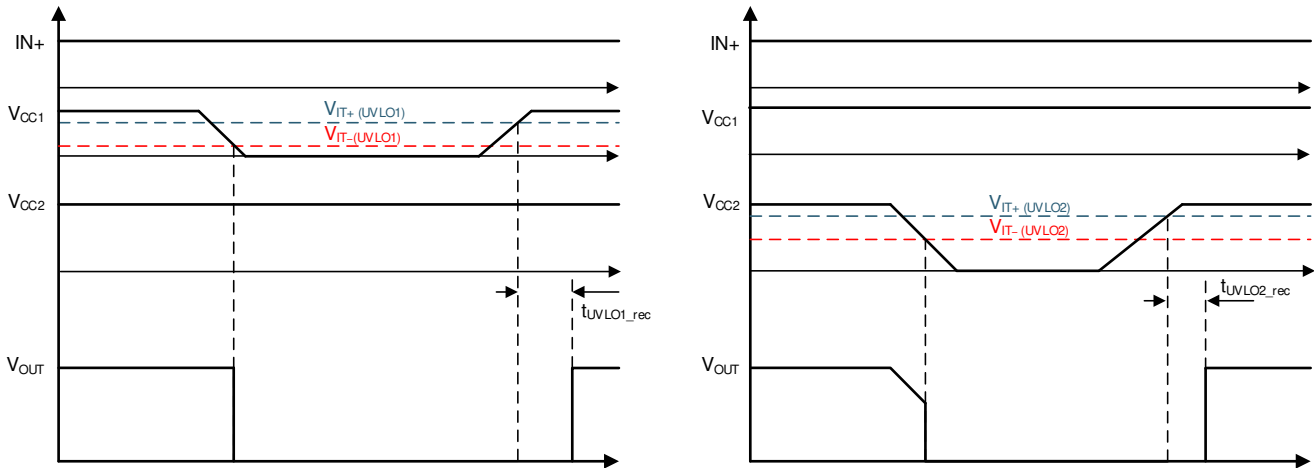 IN+
VCC1
VIT+ (UVLO1)
VIT−(UVLO1)
VCC2
tUVLO1_rec
VOUT
IN+
VCC1
VCC2
VIT+ (UVLO2)
VIT− (UVLO2)
tUVLO2_rec
VOUT